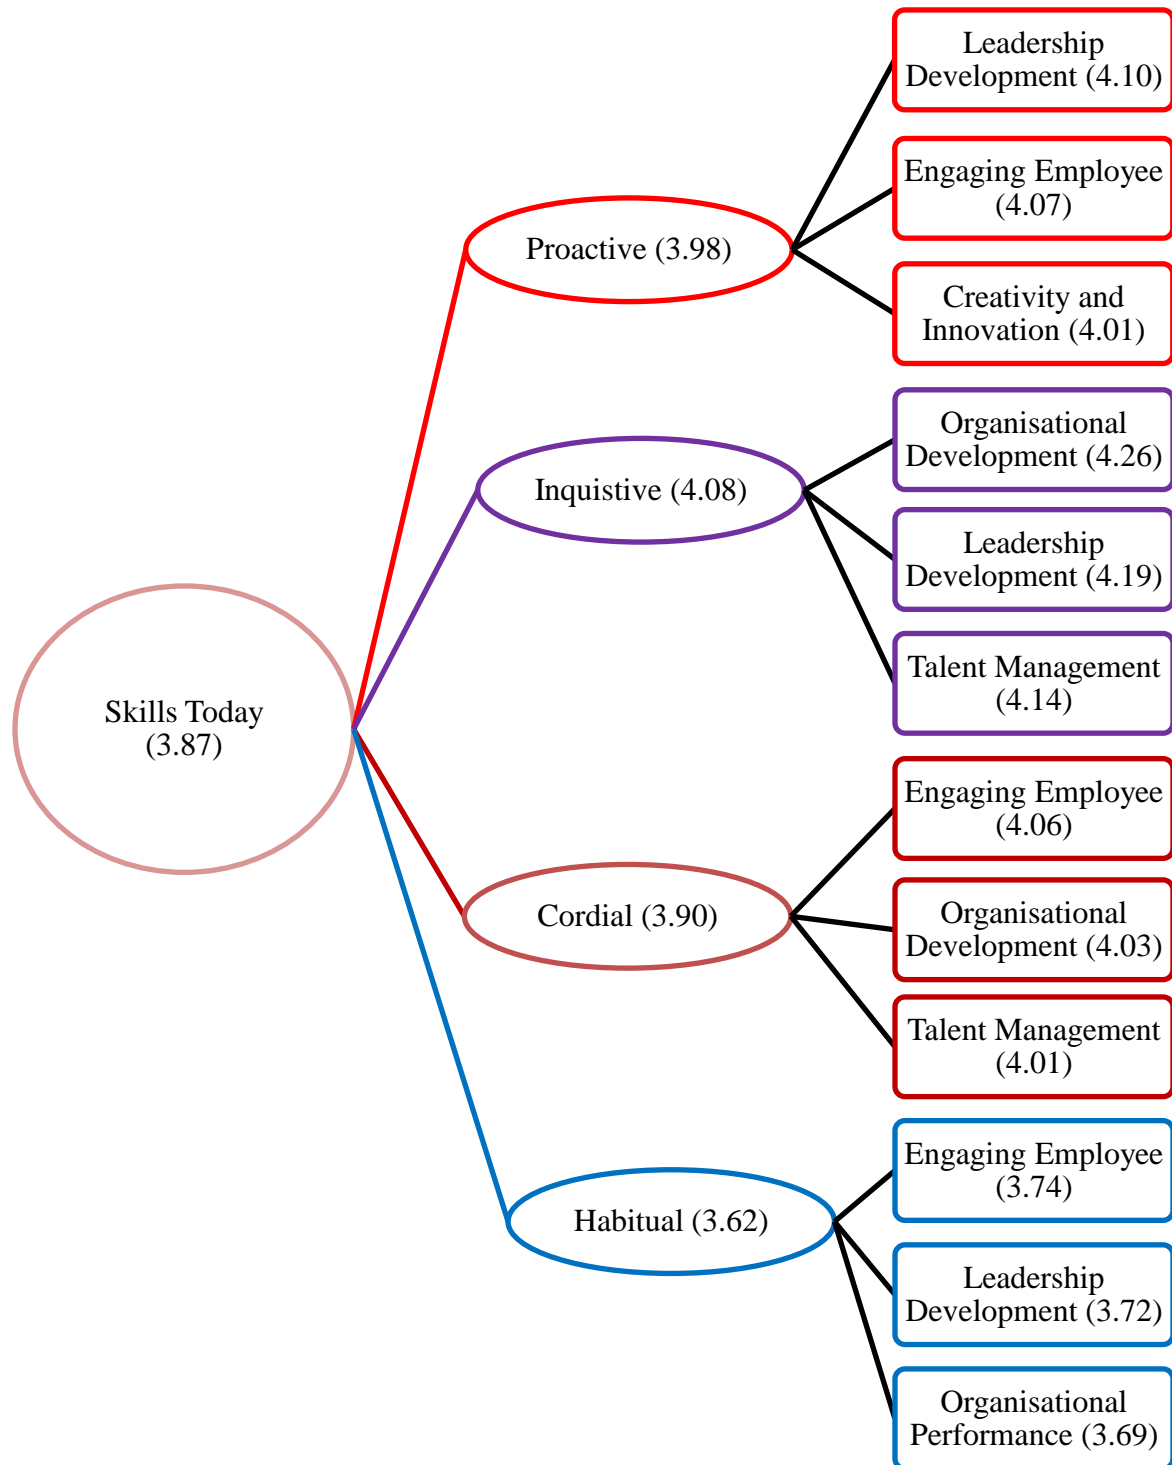 Skills Today
(3.87)
Proactive (3.98)
Leadership
Development (4.10)
Engaging Employee
(4.07)
Creativity and
Innovation (4.01)
Inquistive (4.08)
Organisational
Development (4.26)
Leadership
Development (4.19)
Talent Management
(4.14)
Cordial (3.90)
Engaging Employee
(4.06)
Organisational
Development (4.03)
Talent Management
(4.01)
Habitual (3.62)
Engaging Employee
(3.74)
Leadership
Development (3.72)
Organisational
Performance (3.69)